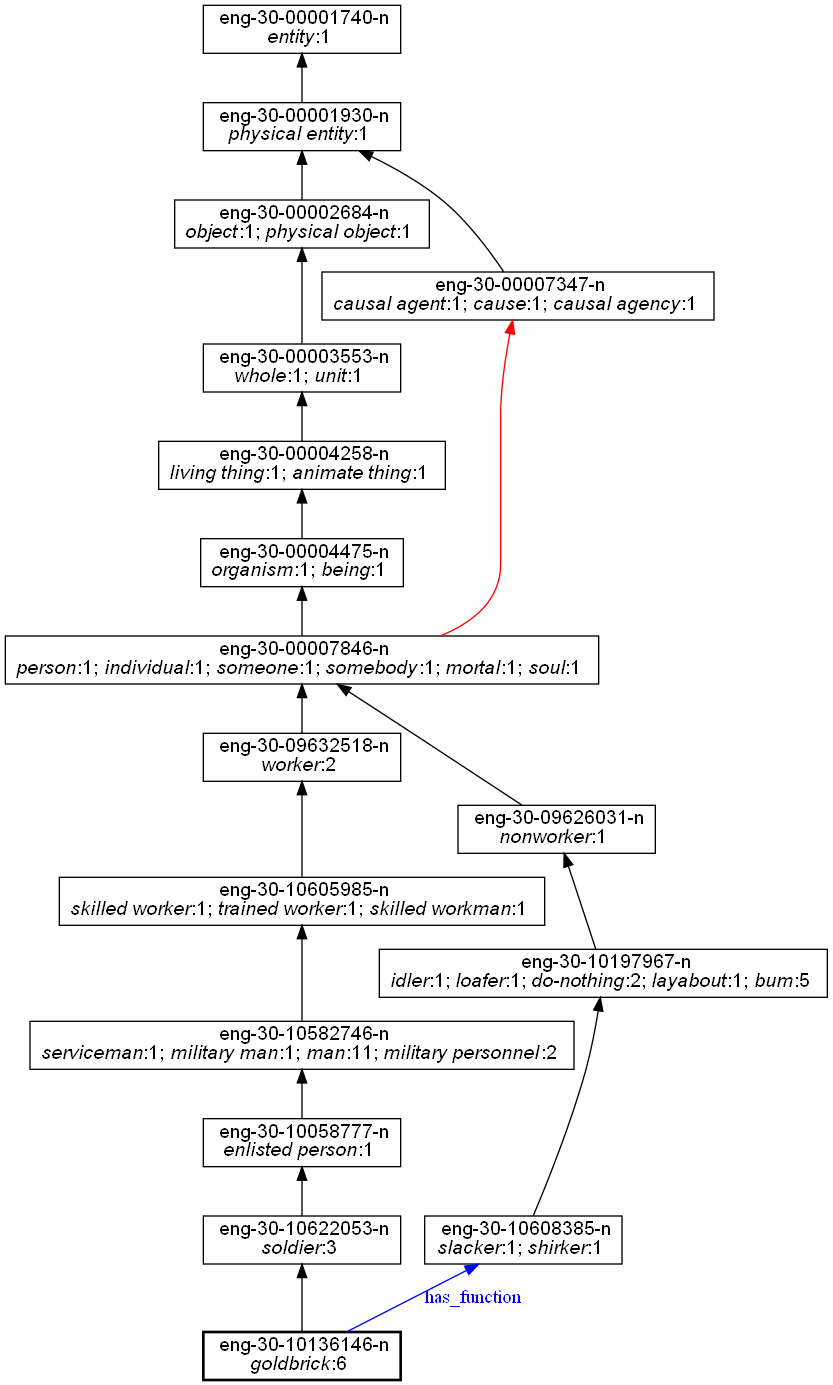 eng-30-00001740-n
entity:1
eng-30-00001930-n
physical entity:1
eng-30-00002684-n
object:1; physical object:1
eng-30-00007347-n
causal agent:1; cause:1; causal agency:1
eng-30-00003553-n
whole:1; unit:1
eng-30-00004258-n
living thing:1; animate thing:1
eng-30-00004475-n
organism:1; being:1
eng-30-00007846-n
person:1; individual:1; someone:1; somebody:1; mortal:1; soul:1
eng-30-09632518-n
worker:2
eng-30-09626031-n
nonworker:1
eng-30-10605985-n
skilled worker:1; trained worker:1; skilled workman:1
eng-30-10197967-n
idler:1; loafer:1; do-nothing:2; layabout:1; bum:5
eng-30-10582746-n
serviceman:1; military man:1; man:11; military personnel:2
eng-30-10058777-n
enlisted person:1
eng-30-10622053-n
soldier:3
eng-30-10608385-n
slacker:1; shirker:1
has_function
eng-30-10136146-n
goldbrick:6